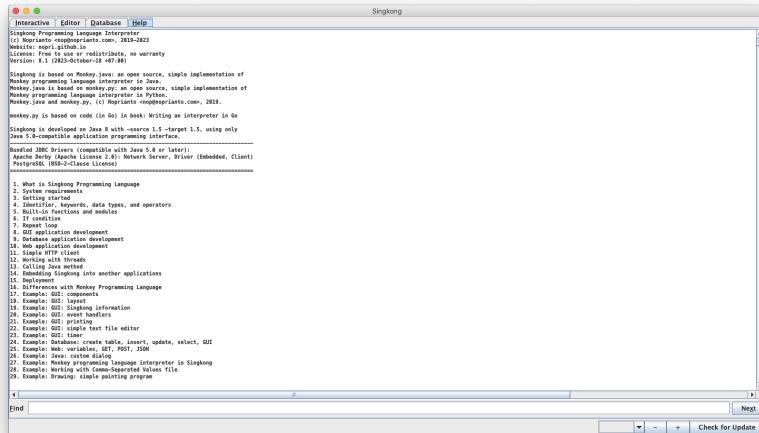 Singkong
Interactive Editor Database Help
Singkong Programming Language Interpreter
(c) Noprianto <nop@noprianto.com>, 2019-2023
Website: nopri.github.io
License: Free to use or redistribute, no warranty
Version: 8.1 (2023-October-18 +07:00)
Singkong is based on Monkey.java: an open source, simple implementation of
Monkey programming language interpreter in Java.
Monkey.java is based on monkey.py: an open source, simple implementation of
Monkey programming language interpreter in Python.
Monkey.java and monkey.py, (c) Noprianto <nop@noprianto.com>, 2019.
monkey.py is based on code (in Go) in book: Writing an interpreter in Go
Singkong is developed on Java 8 with -source 1.5 -target 1.5, using only
Java 5.0-compatible application programming interface.
Bundled JDBC Drivers (compatible with Java 5.0 or later):
Apache Derby (Apache License 2.0): Network Server, Driver (Embedded, Client)
PostgreSQL (BSD-2-Clause License)
1. What is Singkong Programming Language
2. System requirements
3. Getting started
4. Identifier, keywords, data types, and operators
5. Built-in functions and modules
6. If condition
7. Repeat loop
8. GUI application development
9. Database application development
10. Web application development
11. Simple HTTP client
12. Working with threads
13. Calling Java method
14. Embedding Singkong into another applications
15. Deployment
16. Differences with Monkey Programming Language
17. Example: GUI: components
18. Example: GUI: layout
19. Example: GUI: Singkong information
20. Example: GUI: event handlers
21. Example: GUI: printing
22. Example: GUI: simple text file editor
23. Example: GUI: timer
24. Example: Database: create table, insert, update, select, GUI
25. Example: Web: variables, GET, POST, JSON
26. Example: Java: custom dialog
27. Example: Monkey programming language interpreter in Singkong
28. Example: Working with Comma-Separated Values file
29. Example: Drawing: simple painting program
Find Next
- + Check for Update